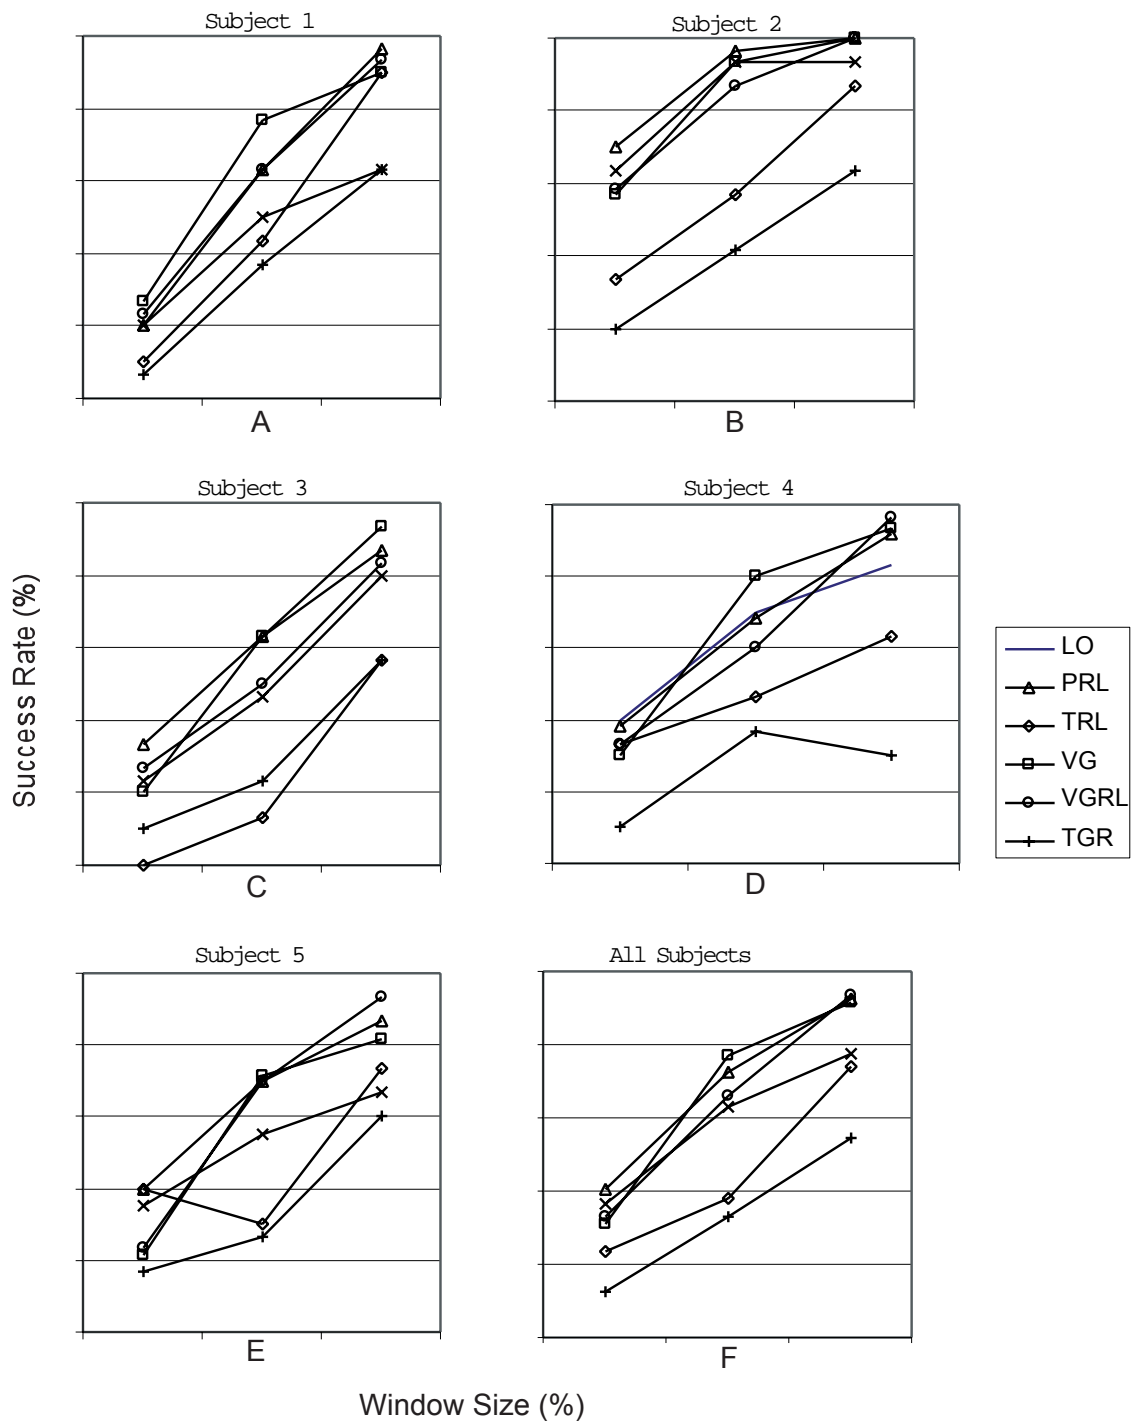 Subject 1
Subject 2
A
B
Subject 3
Subject 4
Success Rate (%)
LO
PRL
TRL
VG
VGRL
TGR
C
D
Subject 5
All Subjects
E
F
Window Size (%)